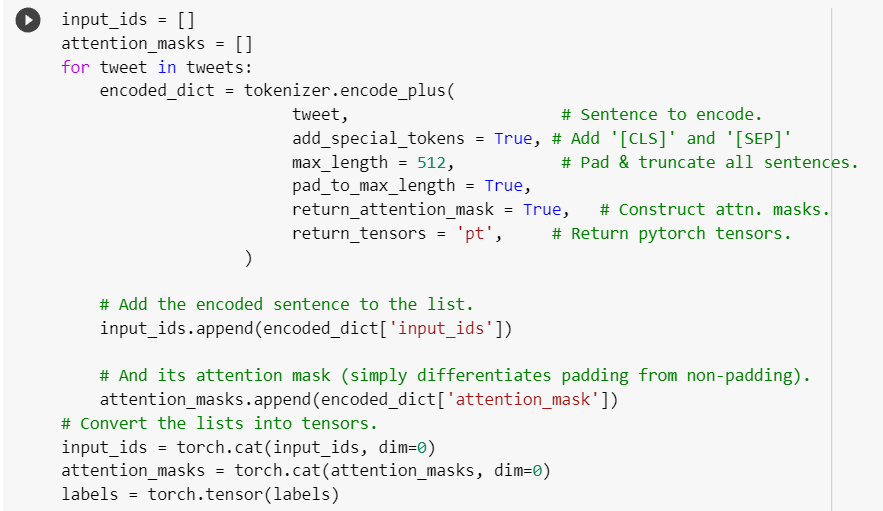 input_ids = []
attention_masks = []
for tweet in tweets:
    encoded_dict = tokenizer.encode_plus(
                        tweet,                      # Sentence to encode.
                        add_special_tokens = True, # Add '[CLS]' and '[SEP]'
                        max_length = 512,           # Pad & truncate all sentences.
                        pad_to_max_length = True,
                        return_attention_mask = True,   # Construct attn. masks.
                        return_tensors = 'pt',     # Return pytorch tensors.
                   )

    # Add the encoded sentence to the list.
    input_ids.append(encoded_dict['input_ids'])

    # And its attention mask (simply differentiates padding from non-padding).
    attention_masks.append(encoded_dict['attention_mask'])
# Convert the lists into tensors.
input_ids = torch.cat(input_ids, dim=0)
attention_masks = torch.cat(attention_masks, dim=0)
labels = torch.tensor(labels)